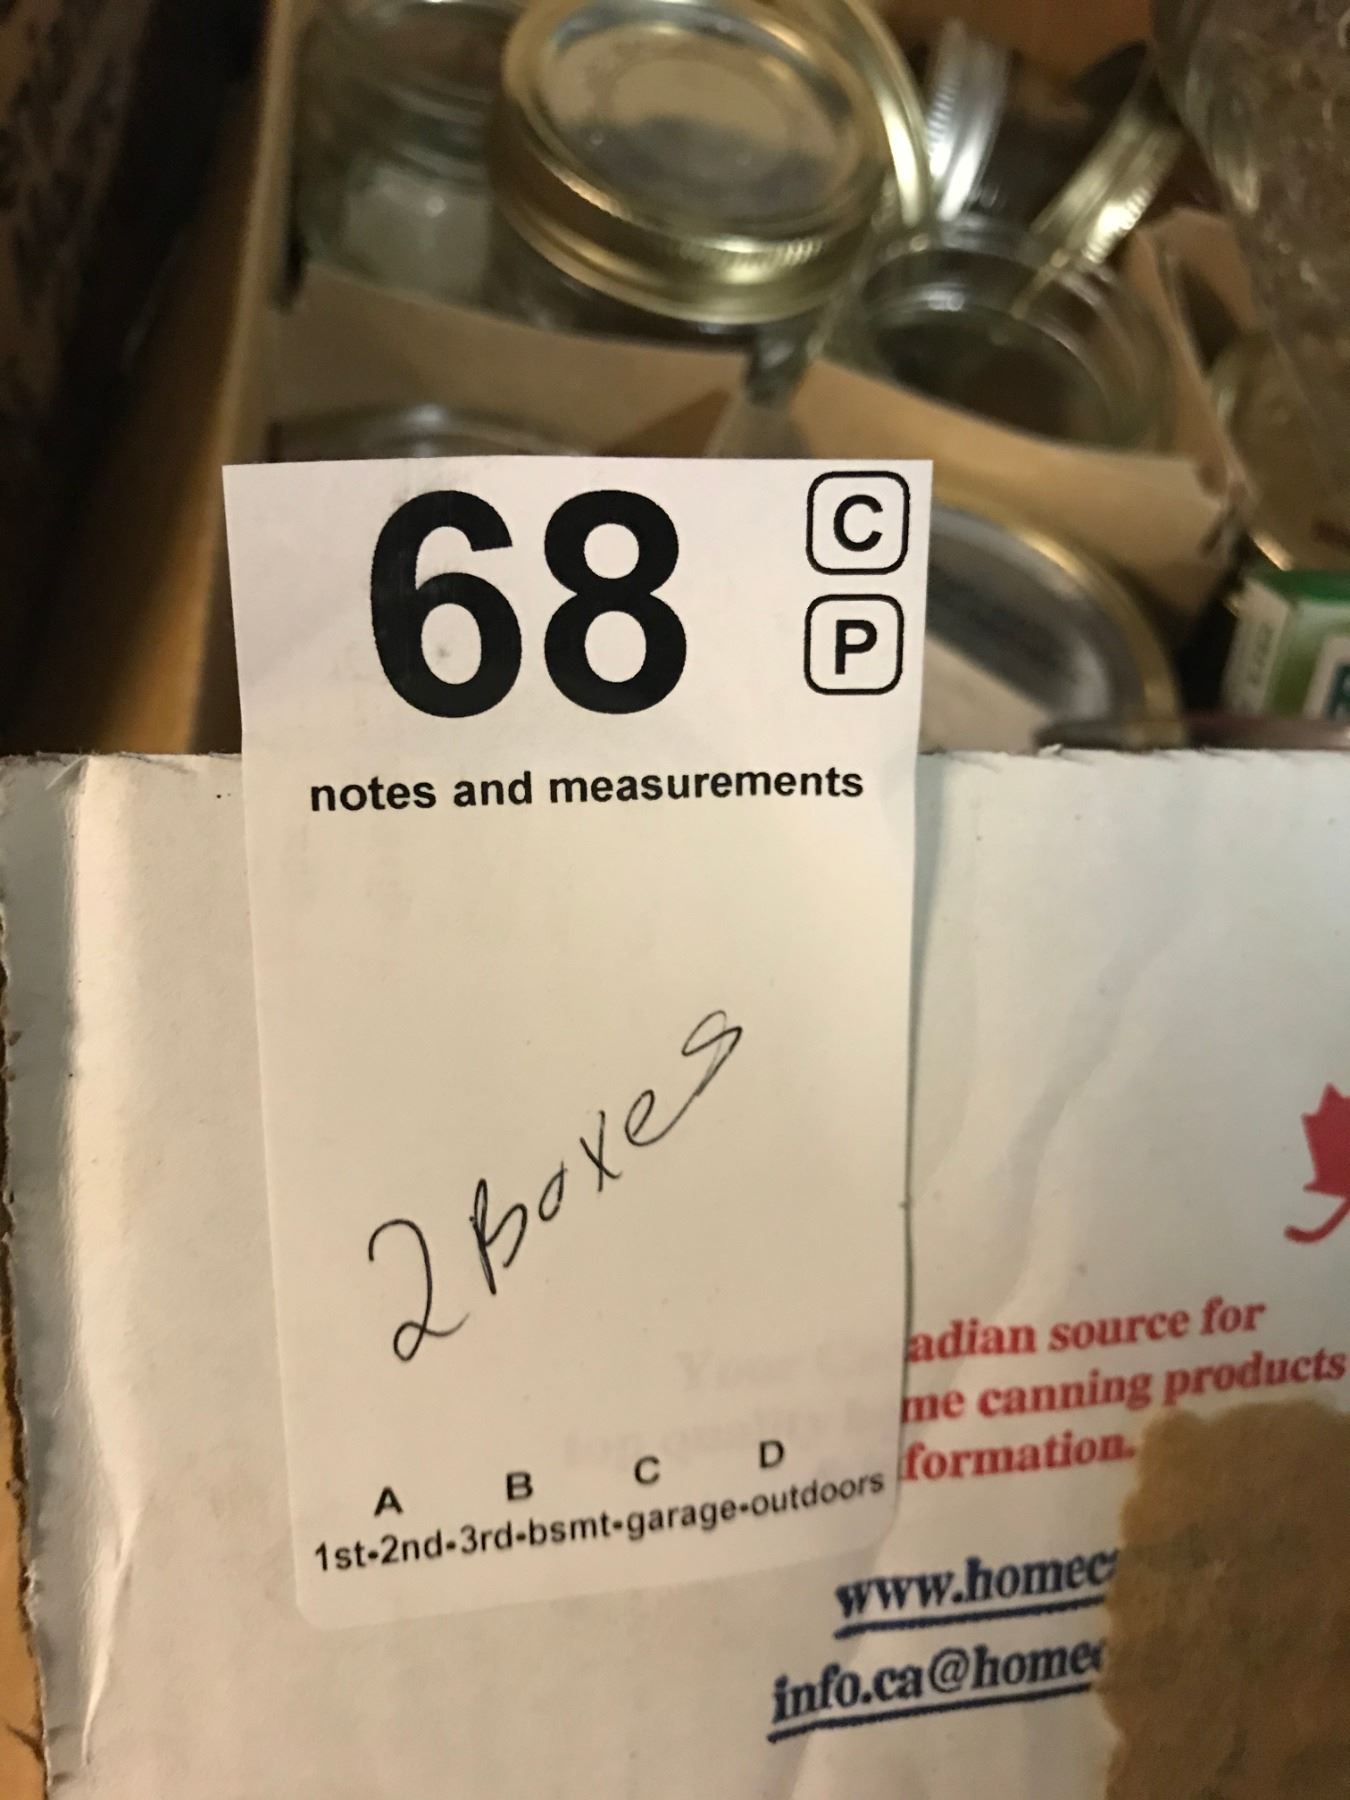 68
C
P
notes and measurements
2 Boxes
A B C D
1st-2nd-3rd-bsmt-garage-outdoors
adian source for
me canning products
formation.
www.homec
info.ca@home